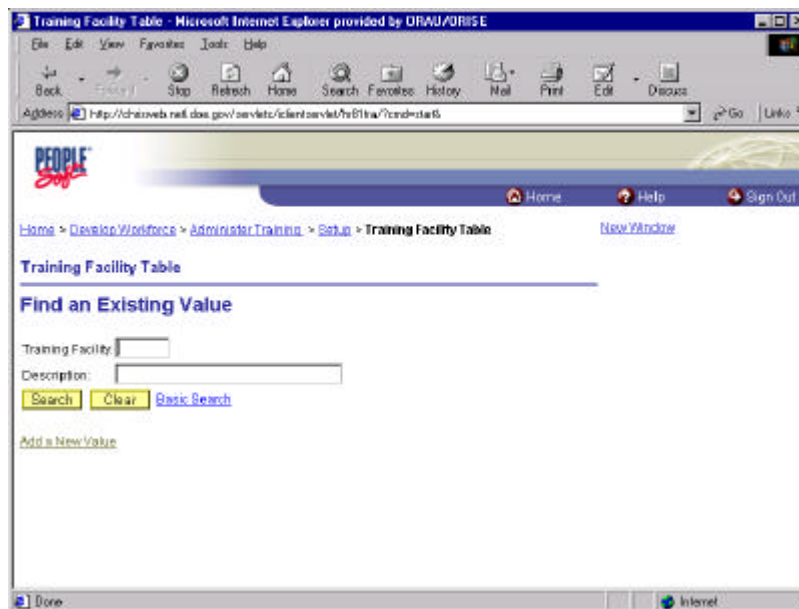 Training Facility Table - Microsoft Internet Explorer provided by ORAU/ORISE
File Edit View Favorites Tools Help
Back Forward Stop Refresh Home Search Favorites History Mail Print Edit Discuss
Address http://chrisweb.netl.doe.gov/servlets/iclientservlet/hr81tra/?cmd=start& Go Links
PEOPLE
Soft
Home Help Sign Out
Home > Develop Workforce > Administer Training > Setup > Training Facility Table New Window
Training Facility Table
Find an Existing Value
Training Facility:
Description:
Search Clear Basic Search
Add a New Value
Done Internet